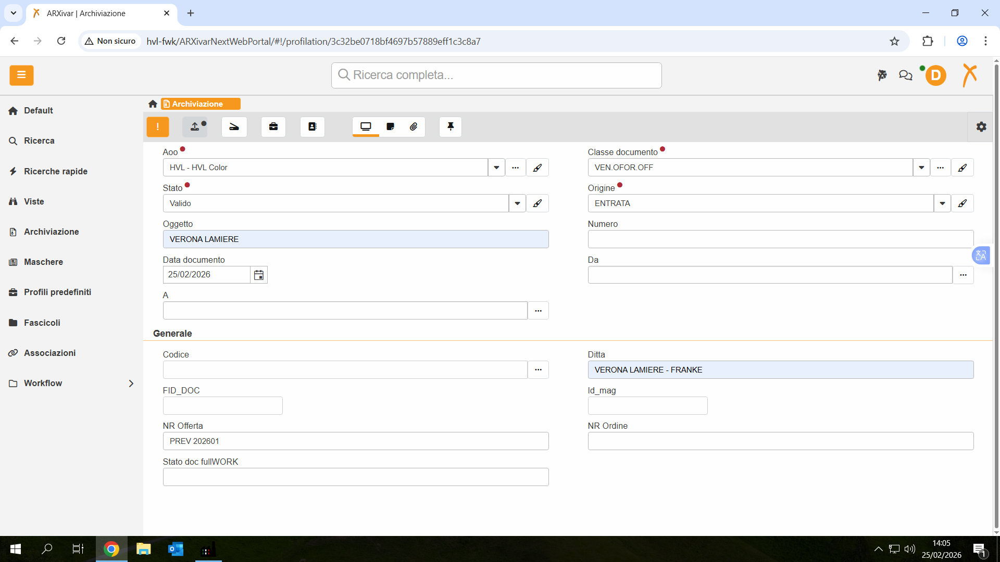 ARXivar | Archiviazione
Non sicuro
hvl-fwk/ARXivarNextWebPortal/#!/profilation/3c32be0718bf4697b57889eff1c3c8a7
Ricerca completa...
D
Default
Ricerca
Ricerche rapide
Viste
Archiviazione
Maschere
Profili predefiniti
Fascicoli
Associazioni
Workflow
Archiviazione
Aoo
HVL - HVL Color
Classe documento
VEN.OFOR.OFF
Stato
Valido
Origine
ENTRATA
Oggetto
VERONA LAMIERE
Numero
Data documento
25/02/2026
Da
A
Generale
Codice
Ditta
VERONA LAMIERE - FRANKE
FID_DOC
Id_mag
NR Offerta
PREV 202601
NR Ordine
Stato doc fullWORK
14:05
25/02/2026
1